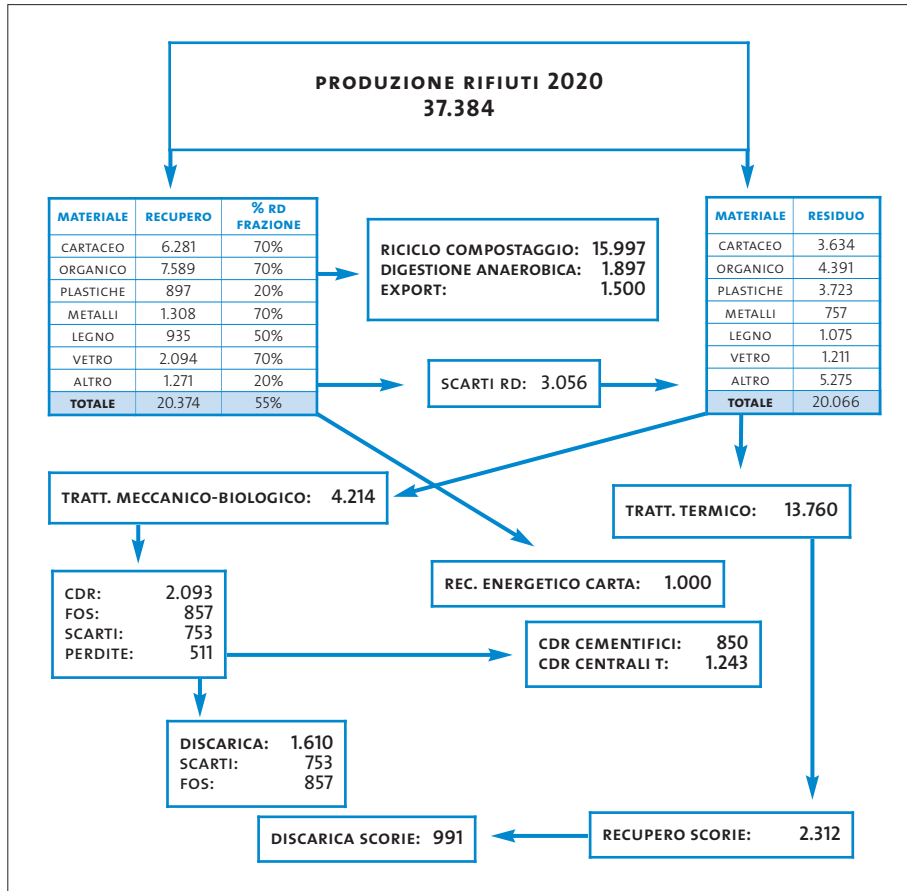 PRODUZIONE RIFIUTI 2020
37.384
MATERIALE RECUPERO % RD FRAZIONE
CARTACEO 6.281 70%
ORGANICO 7.589 70%
PLASTICHE 897 20%
METALLI 1.308 70%
LEGNO 935 50%
VETRO 2.094 70%
ALTRO 1.271 20%
TOTALE 20.374 55%
RICICLO COMPOSTAGGIO: 15.997
DIGESTIONE ANAEROBICA: 1.897
EXPORT: 1.500
MATERIALE RESIDUO
CARTACEO 3.634
ORGANICO 4.391
PLASTICHE 3.723
METALLI 757
LEGNO 1.075
VETRO 1.211
ALTRO 5.275
TOTALE 20.066
SCARTI RD: 3.056
TRATT. MECCANICO-BIOLOGICO: 4.214
TRATT. TERMICO: 13.760
REC. ENERGETICO CARTA: 1.000
CDR: 2.093
FOS: 857
SCARTI: 753
PERDITE: 511
CDR CEMENTIFICI: 850
CDR CENTRALI T: 1.243
DISCARICA: 1.610
SCARTI: 753
FOS: 857
DISCARICA SCORIE: 991
RECUPERO SCORIE: 2.312